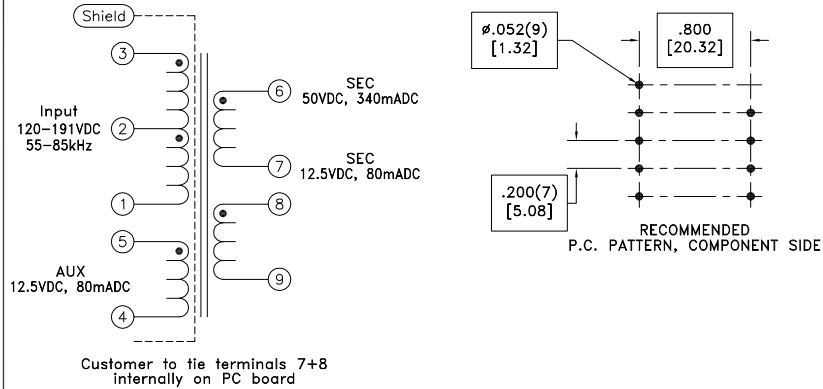 Shield
3
Input
120-191VDC
55-85kHz
2
1
5
AUX
12.5VDC, 80mADC
4
6
SEC
50VDC, 340mADC
7
SEC
12.5VDC, 80mADC
8
9
Customer to tie terminals 7+8
internally on PC board
ø.052(9)
[1.32]
.800
[20.32]
.200(7)
[5.08]
RECOMMENDED
P.C. PATTERN, COMPONENT SIDE